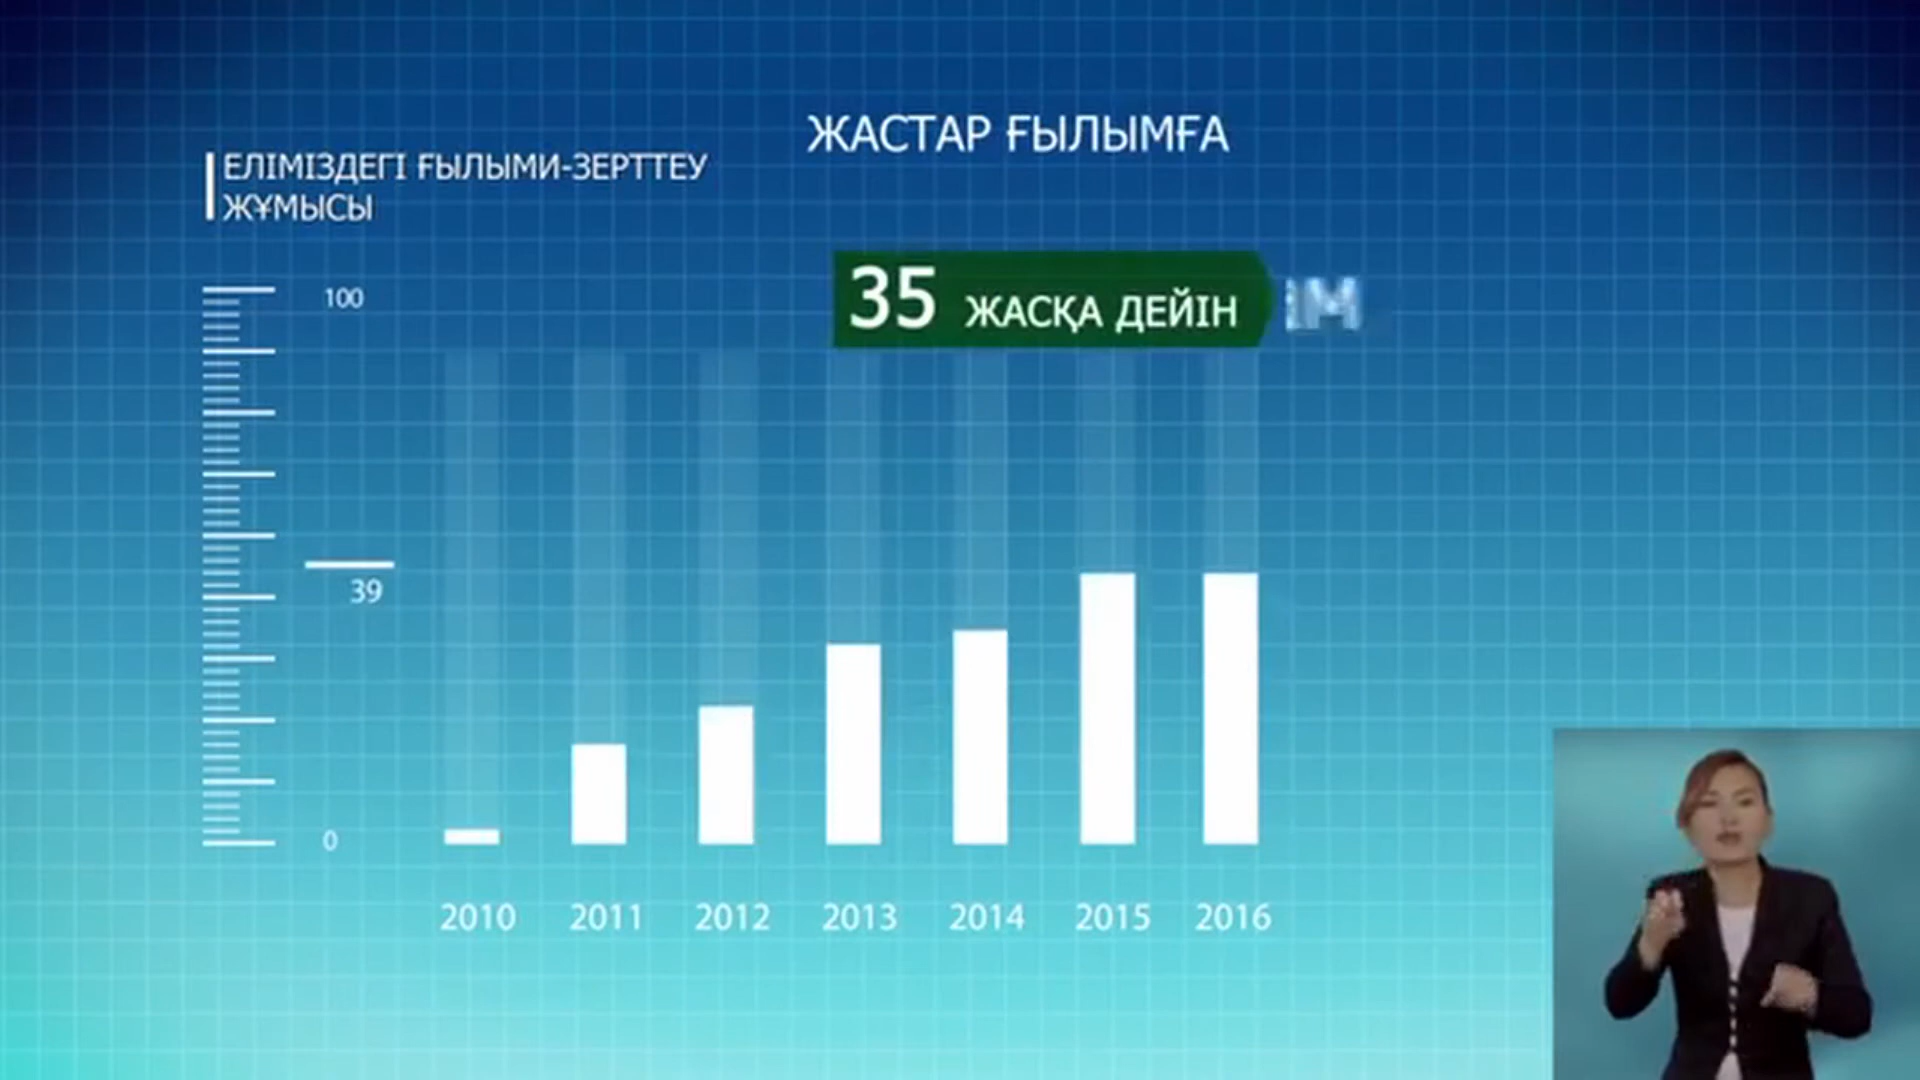 ЖАСТАР ҒЫЛЫМҒА
ЕЛІМІЗДЕГІ ҒЫЛЫМИ-ЗЕРТТЕУ
ЖҰМЫСЫ
35 ЖАСҚА ДЕЙІН
100
39
0
2010 2011 2012 2013 2014 2015 2016